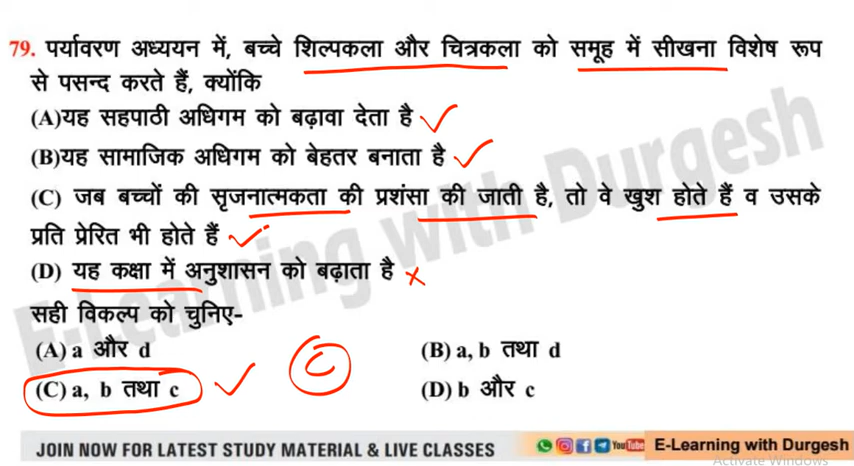 79. पर्यावरण अध्ययन में, बच्चे शिल्पकला और चित्रकला को समूह में सीखना विशेष रूप
से पसन्द करते हैं, क्योंकि
(A)यह सहपाठी अधिगम को बढ़ावा देता है
(B)यह सामाजिक अधिगम को बेहतर बनाता है
(C) जब बच्चों की सृजनात्मकता की प्रशंसा की जाती है, तो वे खुश होते हैं व उसके
प्रति प्रेरित भी होते हैं
(D) यह कक्षा में अनुशासन को बढ़ाता है
सही विकल्प को चुनिए-
(A) a और d (B) a, b तथा d
(C) a, b तथा c (D) b और c
C
E-Learning with Durgesh
JOIN NOW FOR LATEST STUDY MATERIAL & LIVE CLASSES YouTube E-Learning with Durgesh
Activate Windows